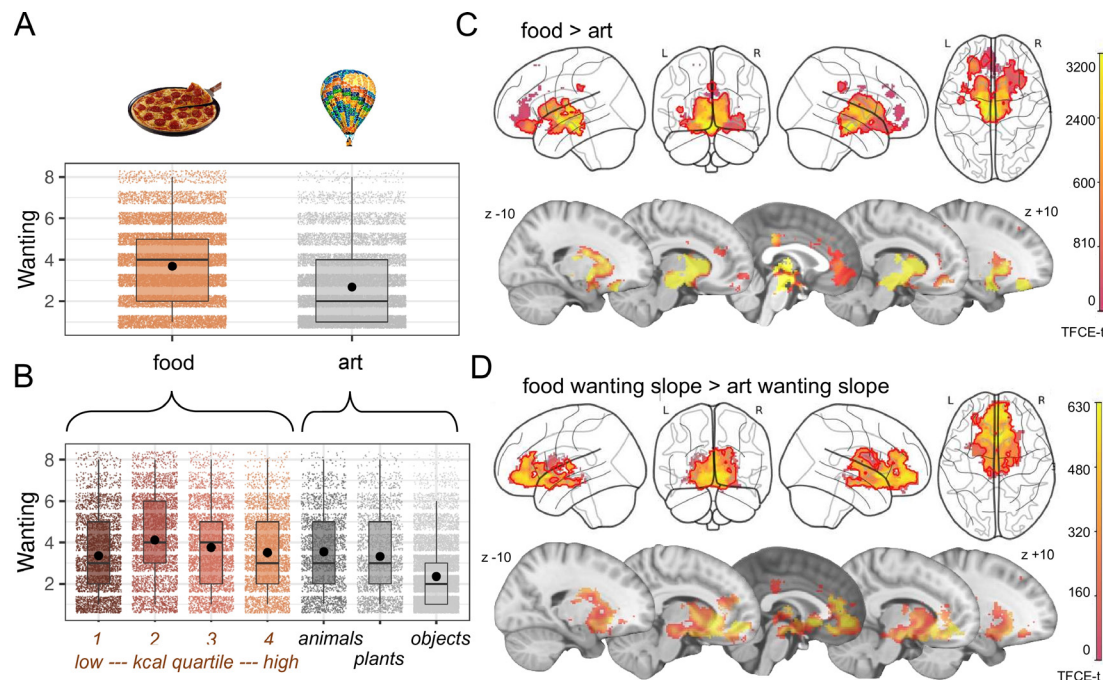 A
8
6
4
2
Wanting
food
art
B
8
6
4
2
Wanting
1
2
3
4
animals
objects
low --- kcal quartile --- high
plants
C
food > art
L
R
L
R
3200
2400
600
810
0
z -10
z +10
TFCE-t
D
food wanting slope > art wanting slope
L
R
L
R
630
480
320
160
0
z -10
z +10
TFCE-t